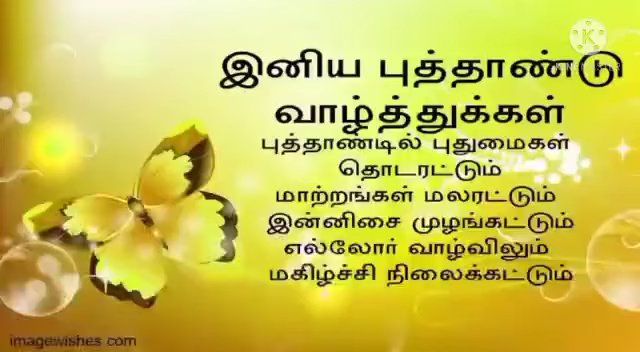 இனிய புத்தாண்டு
வாழ்த்துக்கள்
புத்தாண்டில் புதுமைகள்
தொடரட்டும்
மாற்றங்கள் மலரட்டும்
இன்னிசை முழங்கட்டும்
எல்லோர் வாழ்விலும்
மகிழ்ச்சி நிலைக்கட்டும்
imagewishes.com